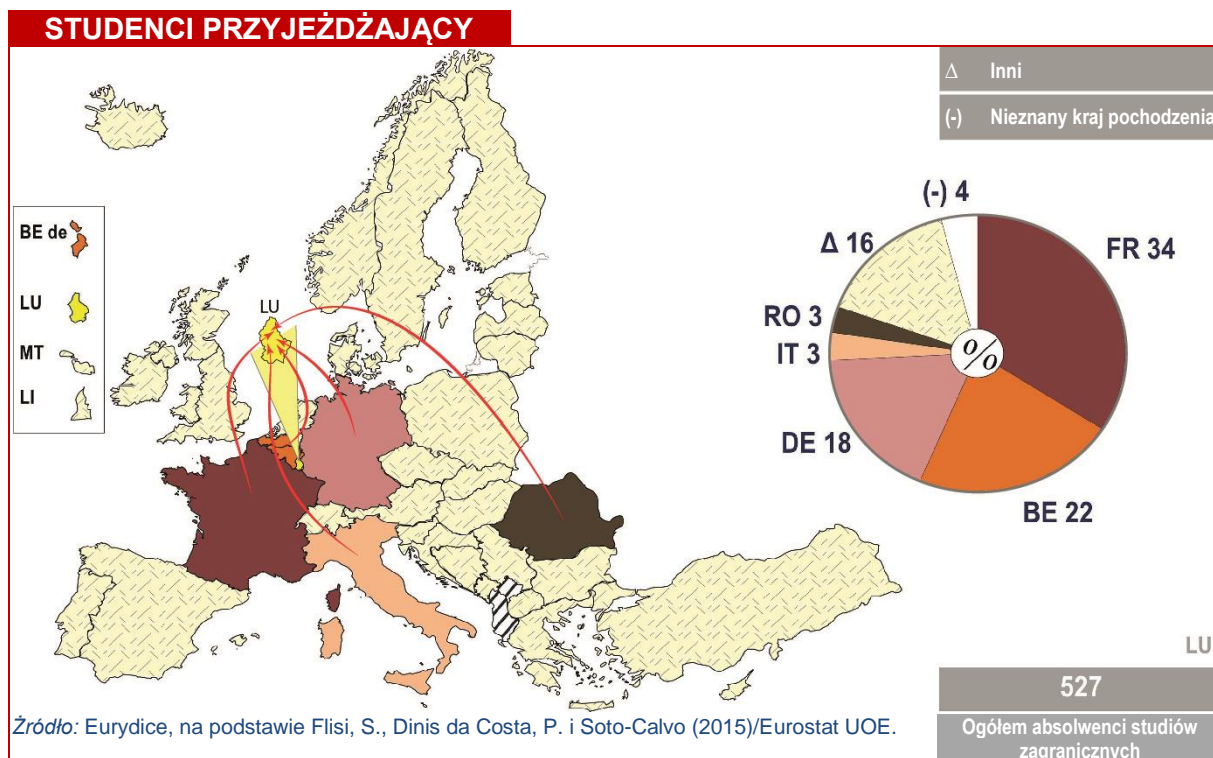 STUDENCI PRZYJEŻDŻAJĄCY
Δ Inni
(-) Nieznany kraj pochodzenia
BE de
LU
MT
LI
LU
(-) 4
Δ 16
FR 34
RO 3
IT 3
%
DE 18
BE 22
LU
527
Ogółem absolwenci studiów
zagranicznych
Źródło: Eurydice, na podstawie Flisi, S., Dinis da Costa, P. i Soto-Calvo (2015)/Eurostat UOE.